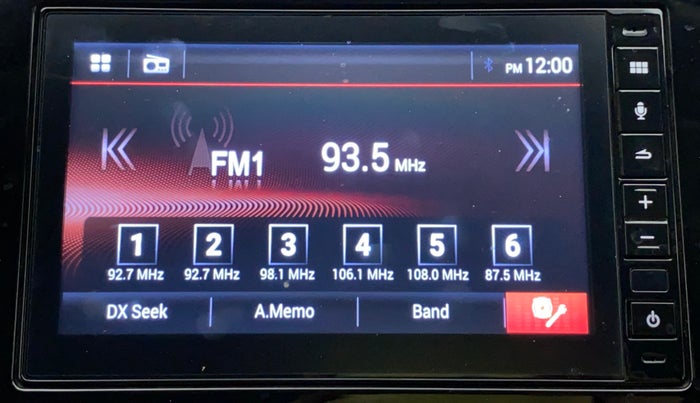 PM 12:00
FM1 93.5 MHz
1 2 3 4 5 6
92.7 MHz 92.7 MHz 98.1 MHz 106.1 MHz 108.0 MHz 87.5 MHz
DX Seek A.Memo Band